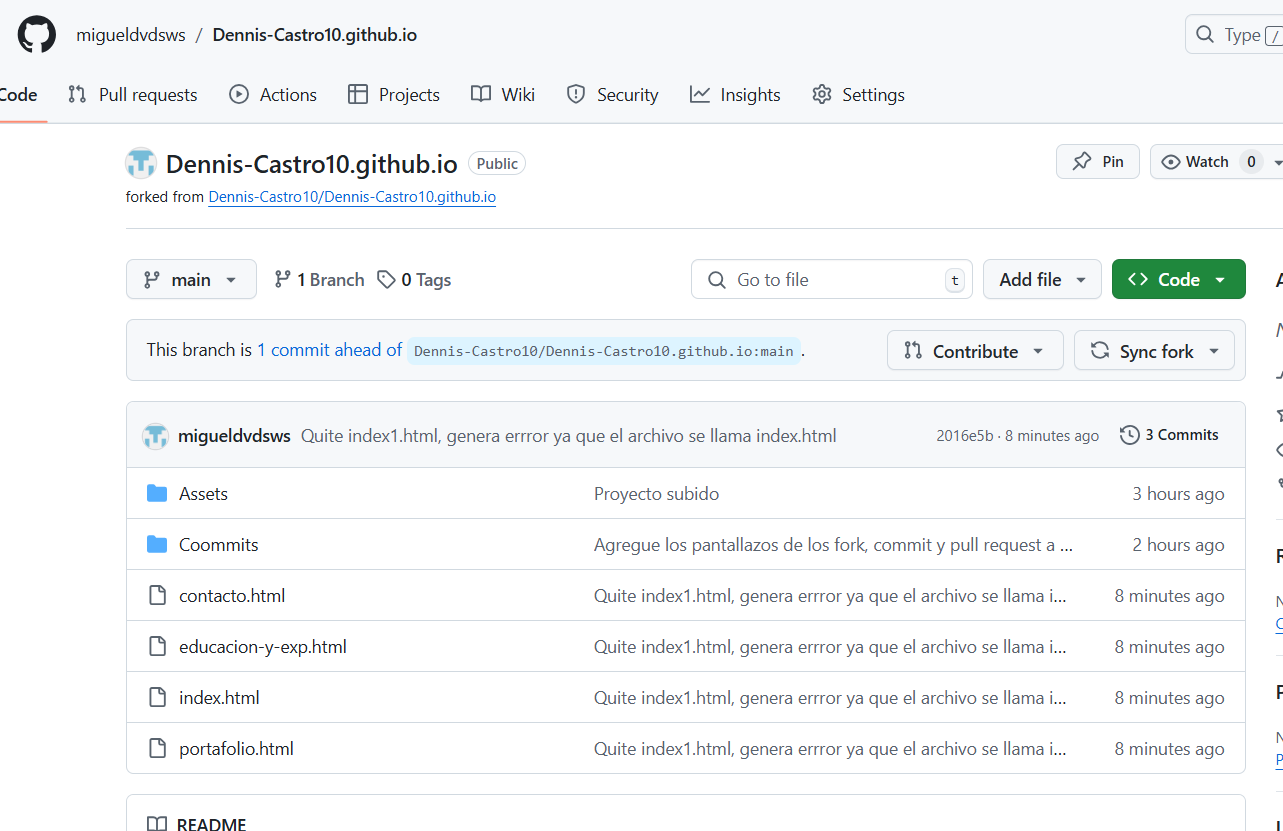 migueldvdsws / Dennis-Castro10.github.io Type /
Code Pull requests Actions Projects Wiki Security Insights Settings
Dennis-Castro10.github.io Public Pin Watch 0
forked from Dennis-Castro10/Dennis-Castro10.github.io
main 1 Branch 0 Tags Go to file t Add file Code
This branch is 1 commit ahead of Dennis-Castro10/Dennis-Castro10.github.io:main . Contribute Sync fork
migueldvdsws Quite index1.html, genera errror ya que el archivo se llama index.html 2016e5b · 8 minutes ago 3 Commits
Assets Proyecto subido 3 hours ago
Coommits Agregue los pantallazos de los fork, commit y pull request a ... 2 hours ago
contacto.html Quite index1.html, genera errror ya que el archivo se llama i... 8 minutes ago
educacion-y-exp.html Quite index1.html, genera errror ya que el archivo se llama i... 8 minutes ago
index.html Quite index1.html, genera errror ya que el archivo se llama i... 8 minutes ago
portafolio.html Quite index1.html, genera errror ya que el archivo se llama i... 8 minutes ago
README